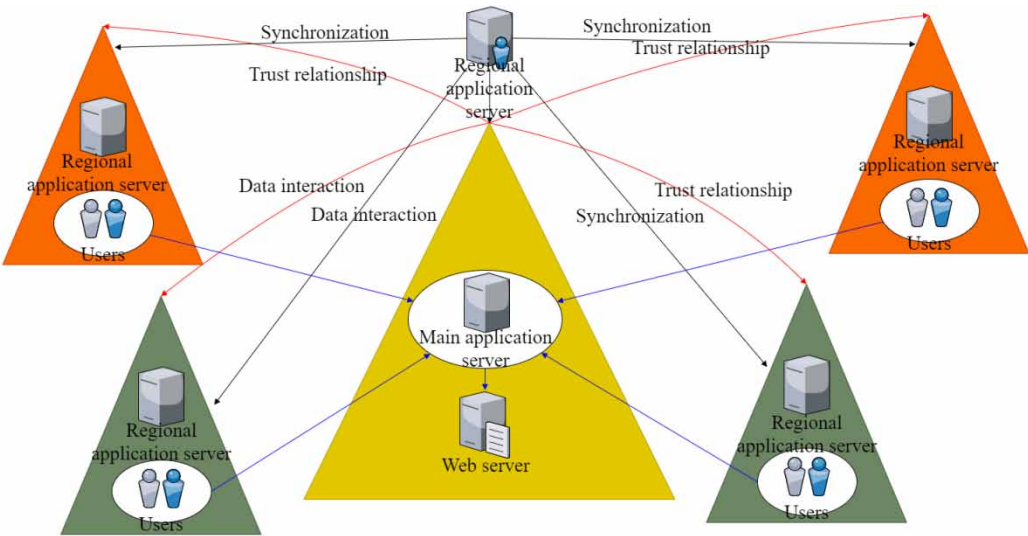 Synchronization
Synchronization
Trust relationship
Trust relationship
Regional
application
server
Regional
application server
Users
Regional
application server
Users
Data interaction
Data interaction
Trust relationship
Synchronization
Main application
server
Web server
Regional
application server
Users
Regional
application server
Users